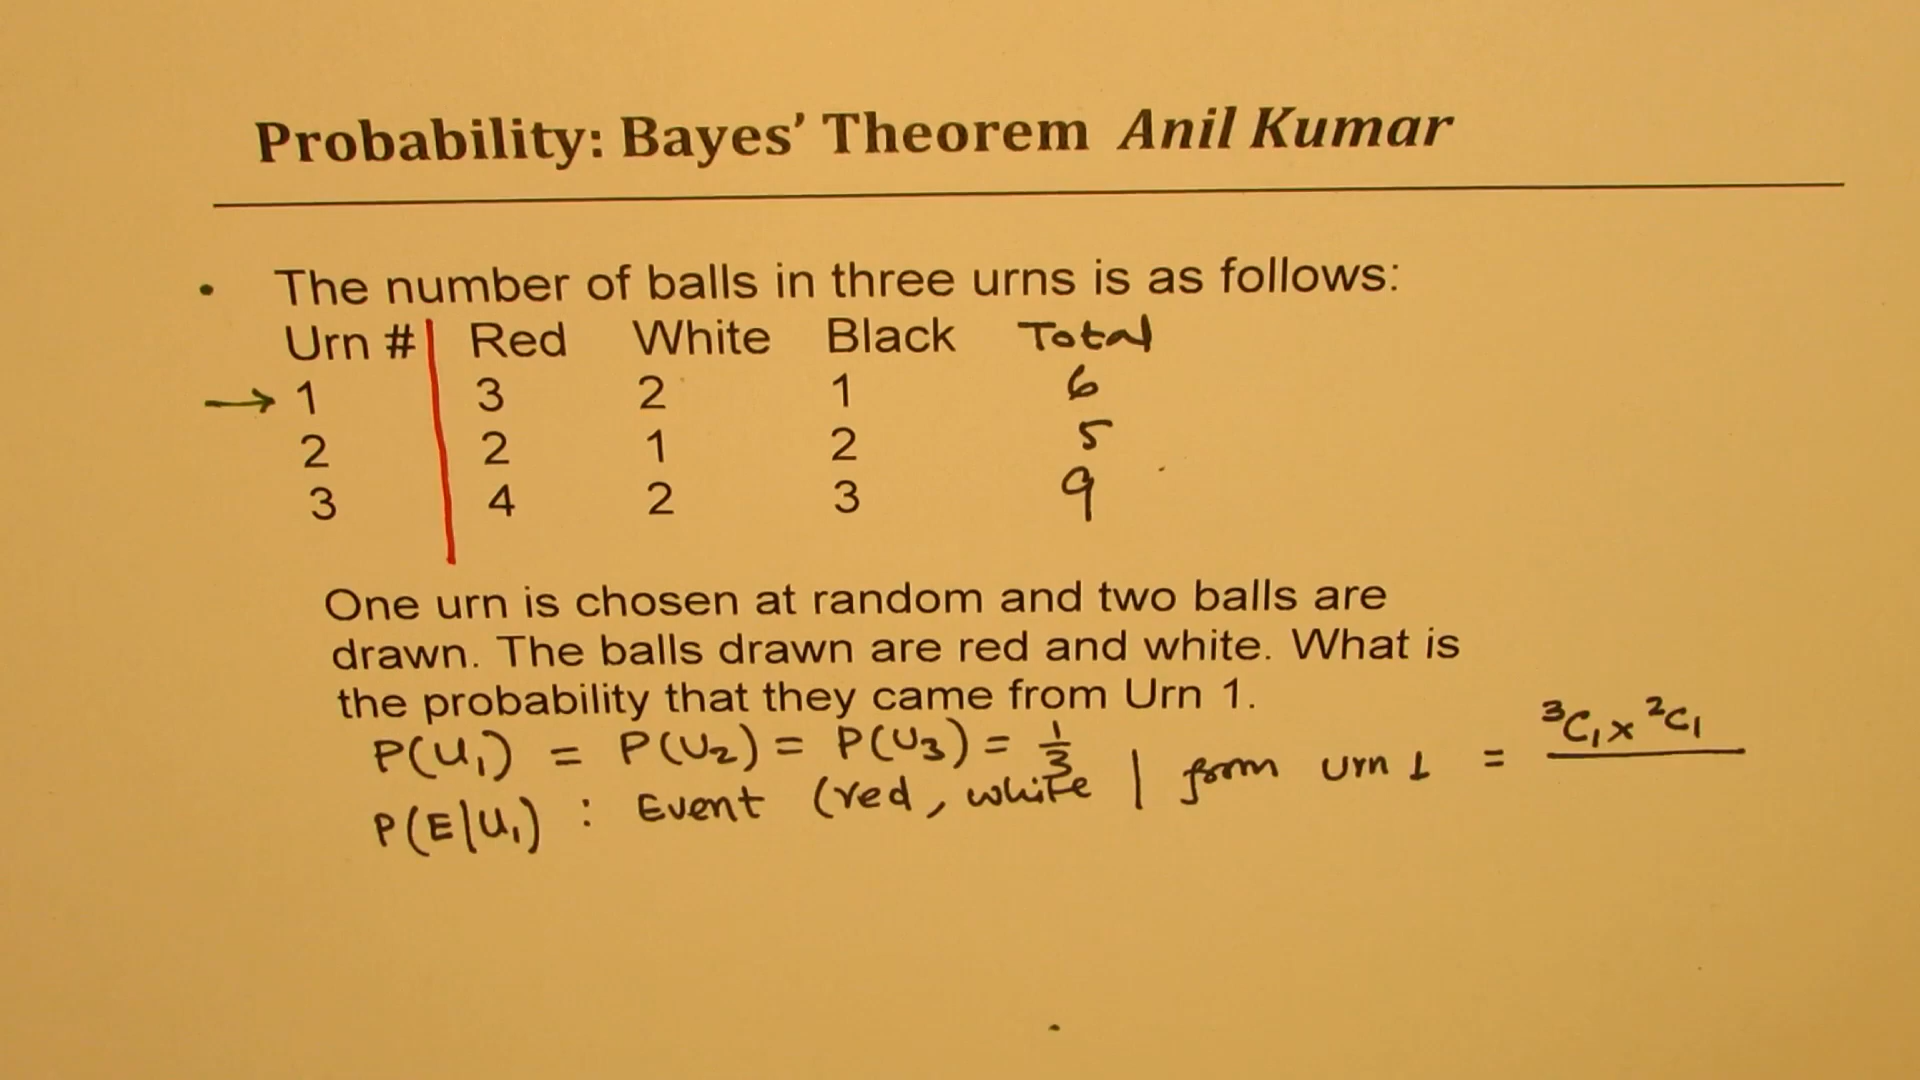 Probability: Bayes' Theorem Anil Kumar
• The number of balls in three urns is as follows:
Urn # | Red White Black Total
→ 1 3 2 1 6
2 2 1 2 5
3 4 2 3 9
One urn is chosen at random and two balls are
drawn. The balls drawn are red and white. What is
the probability that they came from Urn 1.
P(U₁) = P(U₂) = P(U₃) = 1/3
P(E|U₁) : Event (red, white | from urn 1 = ³C₁ x ²C₁